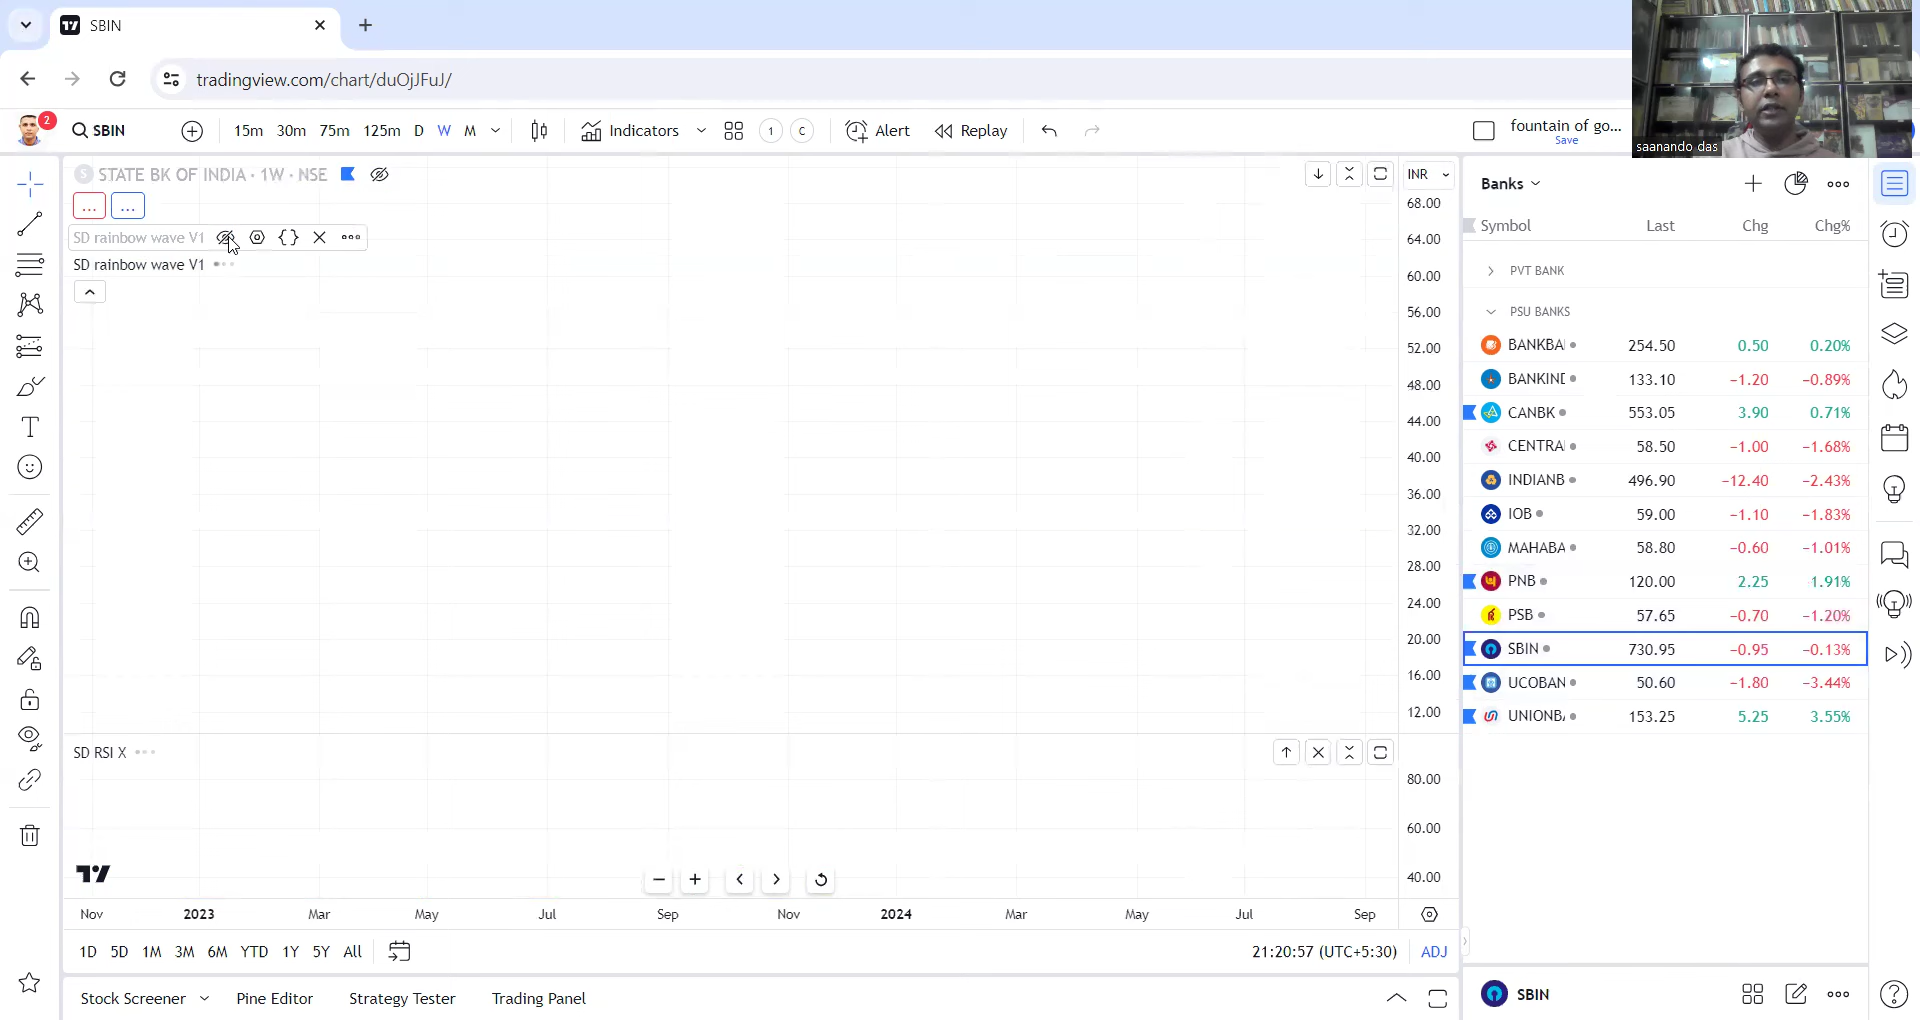 SBIN
tradingview.com/chart/duOjJFuJ/
saanando das
2
SBIN
15m 30m 75m 125m D W M
Indicators
1
C
Alert
Replay
fountain of go...
Save
STATE BK OF INDIA · 1W · NSE
INR
... ...
SD rainbow wave V1
SD rainbow wave V1
68.00
64.00
60.00
56.00
52.00
48.00
44.00
40.00
36.00
32.00
28.00
24.00
20.00
16.00
12.00
SD RSI X
80.00
60.00
40.00
Nov 2023 Mar May Jul Sep Nov 2024 Mar May Jul Sep
1D 5D 1M 3M 6M YTD 1Y 5Y All
21:20:57 (UTC+5:30) ADJ
Stock Screener Pine Editor Strategy Tester Trading Panel
Banks
Symbol Last Chg Chg%
PVT BANK
PSU BANKS
BANKBA 254.50 0.50 0.20%
BANKIND 133.10 −1.20 −0.89%
CANBK 553.05 3.90 0.71%
CENTRA 58.50 −1.00 −1.68%
INDIANB 496.90 −12.40 −2.43%
IOB 59.00 −1.10 −1.83%
MAHABA 58.80 −0.60 −1.01%
PNB 120.00 2.25 1.91%
PSB 57.65 −0.70 −1.20%
SBIN 730.95 −0.95 −0.13%
UCOBAN 50.60 −1.80 −3.44%
UNIONB 153.25 5.25 3.55%
SBIN